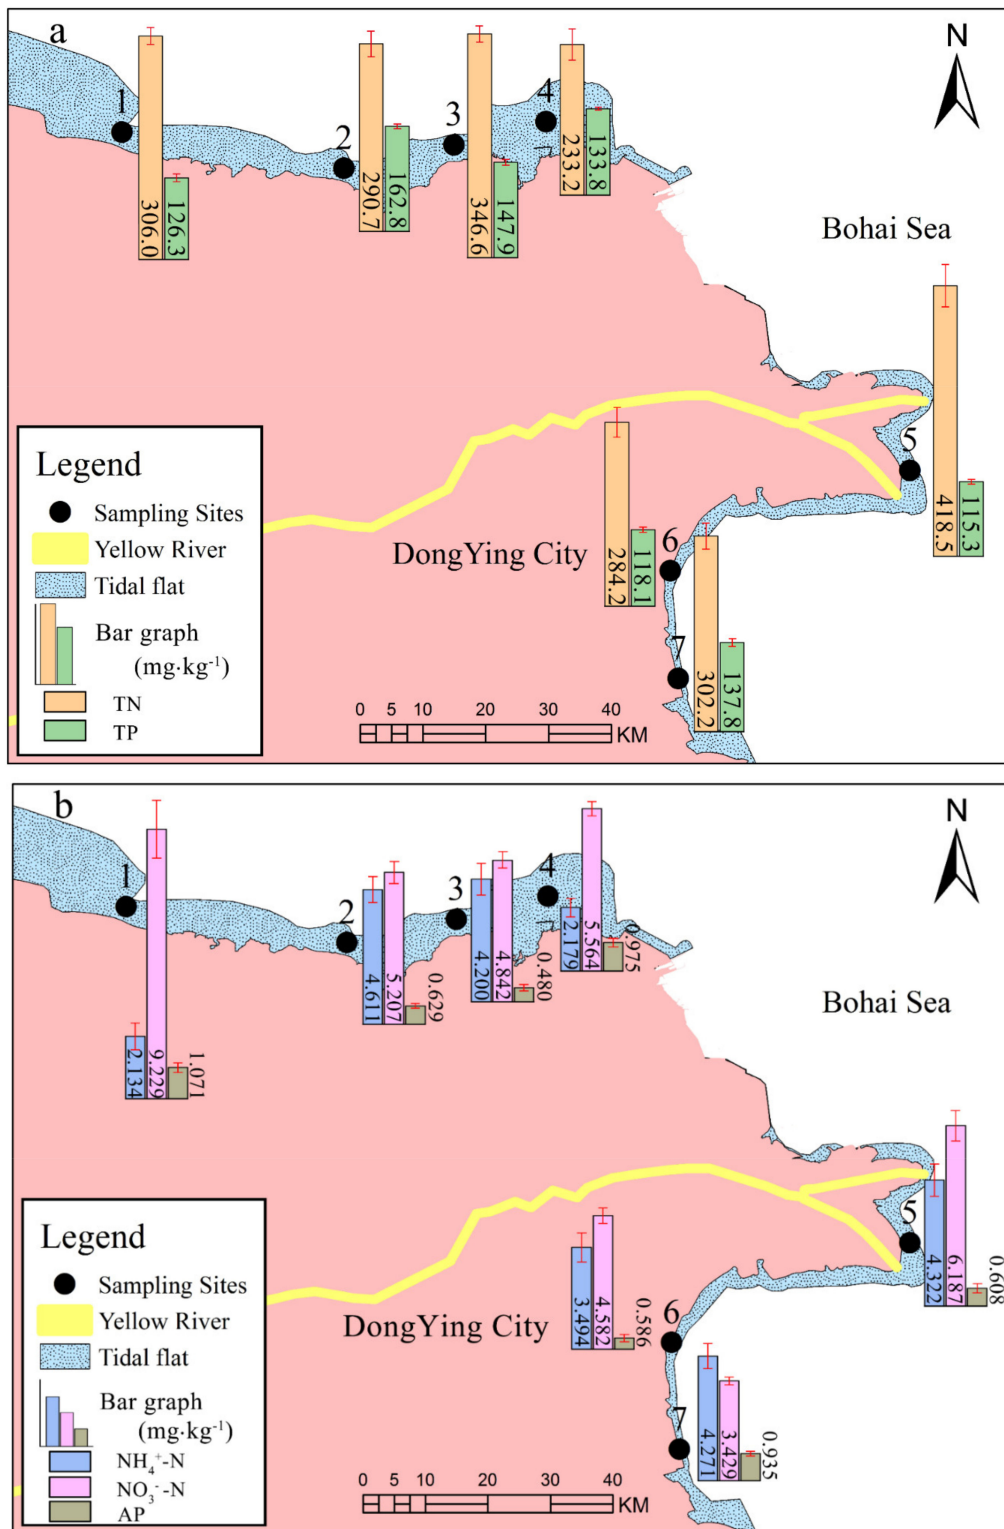 a
N
1
2
3
4
306.0
126.3
290.7
162.8
346.6
147.9
233.2
133.8
Bohai Sea
5
418.5
115.3
DongYing City
284.2
118.1
6
7
302.2
137.8
Legend
Sampling Sites
Yellow River
Tidal flat
Bar graph
(mg·kg⁻¹)
TN
TP
0 5 10 20 30 40
KM
b
N
1
2
3
4
2.134
9.229
1.071
4.611
5.207
0.629
4.200
4.842
0.480
2.179
5.564
0.975
Bohai Sea
5
4.322
6.187
0.608
DongYing City
3.494
4.582
0.586
6
7
4.271
3.429
0.935
Legend
Sampling Sites
Yellow River
Tidal flat
Bar graph
(mg·kg⁻¹)
NH₄⁺-N
NO₃⁻-N
AP
0 5 10 20 30 40
KM